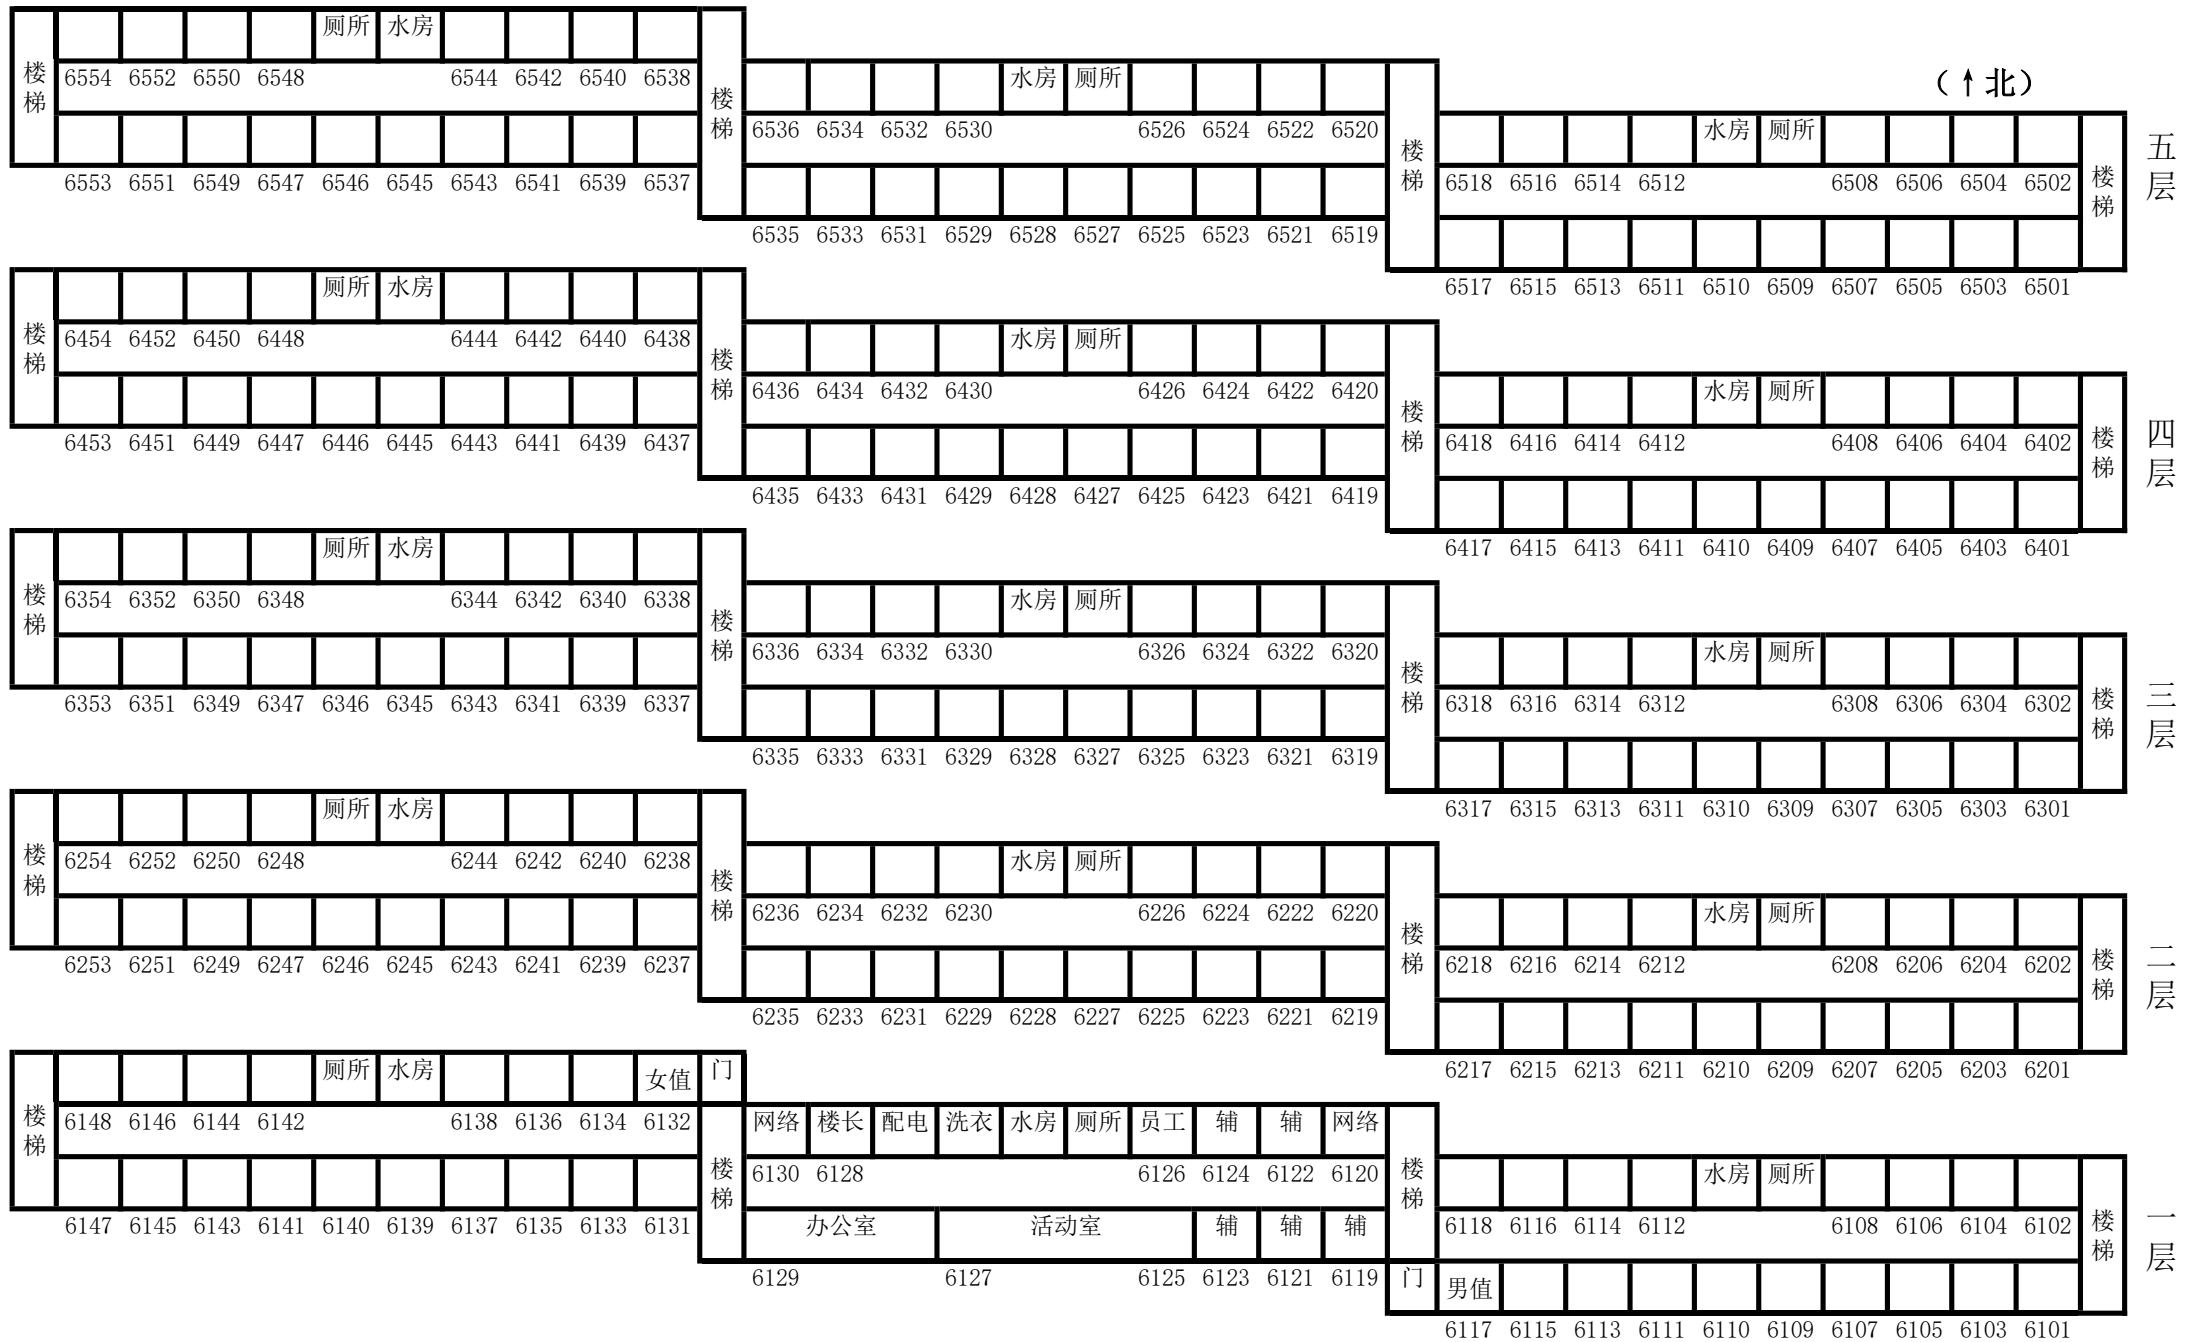 厕所 水房
楼梯 6554 6552 6550 6548 6544 6542 6540 6538 楼梯 水房 厕所 （↑北）
6536 6534 6532 6530 6526 6524 6522 6520 楼梯 水房 厕所 五层
6553 6551 6549 6547 6546 6545 6543 6541 6539 6537 6518 6516 6514 6512 6508 6506 6504 6502 楼梯
6535 6533 6531 6529 6528 6527 6525 6523 6521 6519
厕所 水房 6517 6515 6513 6511 6510 6509 6507 6505 6503 6501
楼梯 6454 6452 6450 6448 6444 6442 6440 6438 楼梯 水房 厕所
6436 6434 6432 6430 6426 6424 6422 6420 楼梯 水房 厕所 四层
6453 6451 6449 6447 6446 6445 6443 6441 6439 6437 6418 6416 6414 6412 6408 6406 6404 6402 楼梯
6435 6433 6431 6429 6428 6427 6425 6423 6421 6419
厕所 水房 6417 6415 6413 6411 6410 6409 6407 6405 6403 6401
楼梯 6354 6352 6350 6348 6344 6342 6340 6338 楼梯 水房 厕所
6336 6334 6332 6330 6326 6324 6322 6320 楼梯 水房 厕所 三层
6353 6351 6349 6347 6346 6345 6343 6341 6339 6337 6318 6316 6314 6312 6308 6306 6304 6302 楼梯
6335 6333 6331 6329 6328 6327 6325 6323 6321 6319
厕所 水房 6317 6315 6313 6311 6310 6309 6307 6305 6303 6301
楼梯 6254 6252 6250 6248 6244 6242 6240 6238 楼梯 水房 厕所
6236 6234 6232 6230 6226 6224 6222 6220 楼梯 水房 厕所 二层
6253 6251 6249 6247 6246 6245 6243 6241 6239 6237 6218 6216 6214 6212 6208 6206 6204 6202 楼梯
6235 6233 6231 6229 6228 6227 6225 6223 6221 6219
厕所 水房 女值 门 6217 6215 6213 6211 6210 6209 6207 6205 6203 6201
楼梯 6148 6146 6144 6142 6138 6136 6134 6132 网络 楼长 配电 洗衣 水房 厕所 员工 辅 辅 网络
楼梯 6130 6128 6126 6124 6122 6120 楼梯 水房 厕所 一层
6147 6145 6143 6141 6140 6139 6137 6135 6133 6131 办公室 活动室 辅 辅 辅 6118 6116 6114 6112 6108 6106 6104 6102 楼梯
6129 6127 6125 6123 6121 6119 门 男值
6117 6115 6113 6111 6110 6109 6107 6105 6103 6101